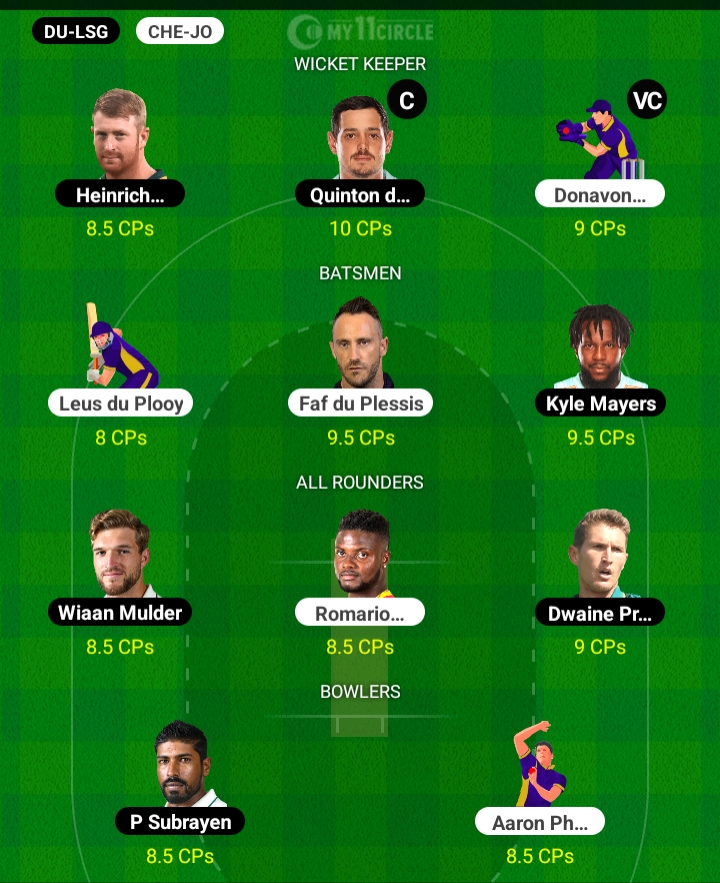 DU-LSG CHE-JO MY11CIRCLE
WICKET KEEPER
C VC
Heinrich... Quinton d... Donavon...
8.5 CPs 10 CPs 9 CPs
BATSMEN
Leus du Plooy Faf du Plessis Kyle Mayers
8 CPs 9.5 CPs 9.5 CPs
ALL ROUNDERS
Wiaan Mulder Romario... Dwaine Pr...
8.5 CPs 8.5 CPs 9 CPs
BOWLERS
P Subrayen Aaron Ph...
8.5 CPs 8.5 CPs